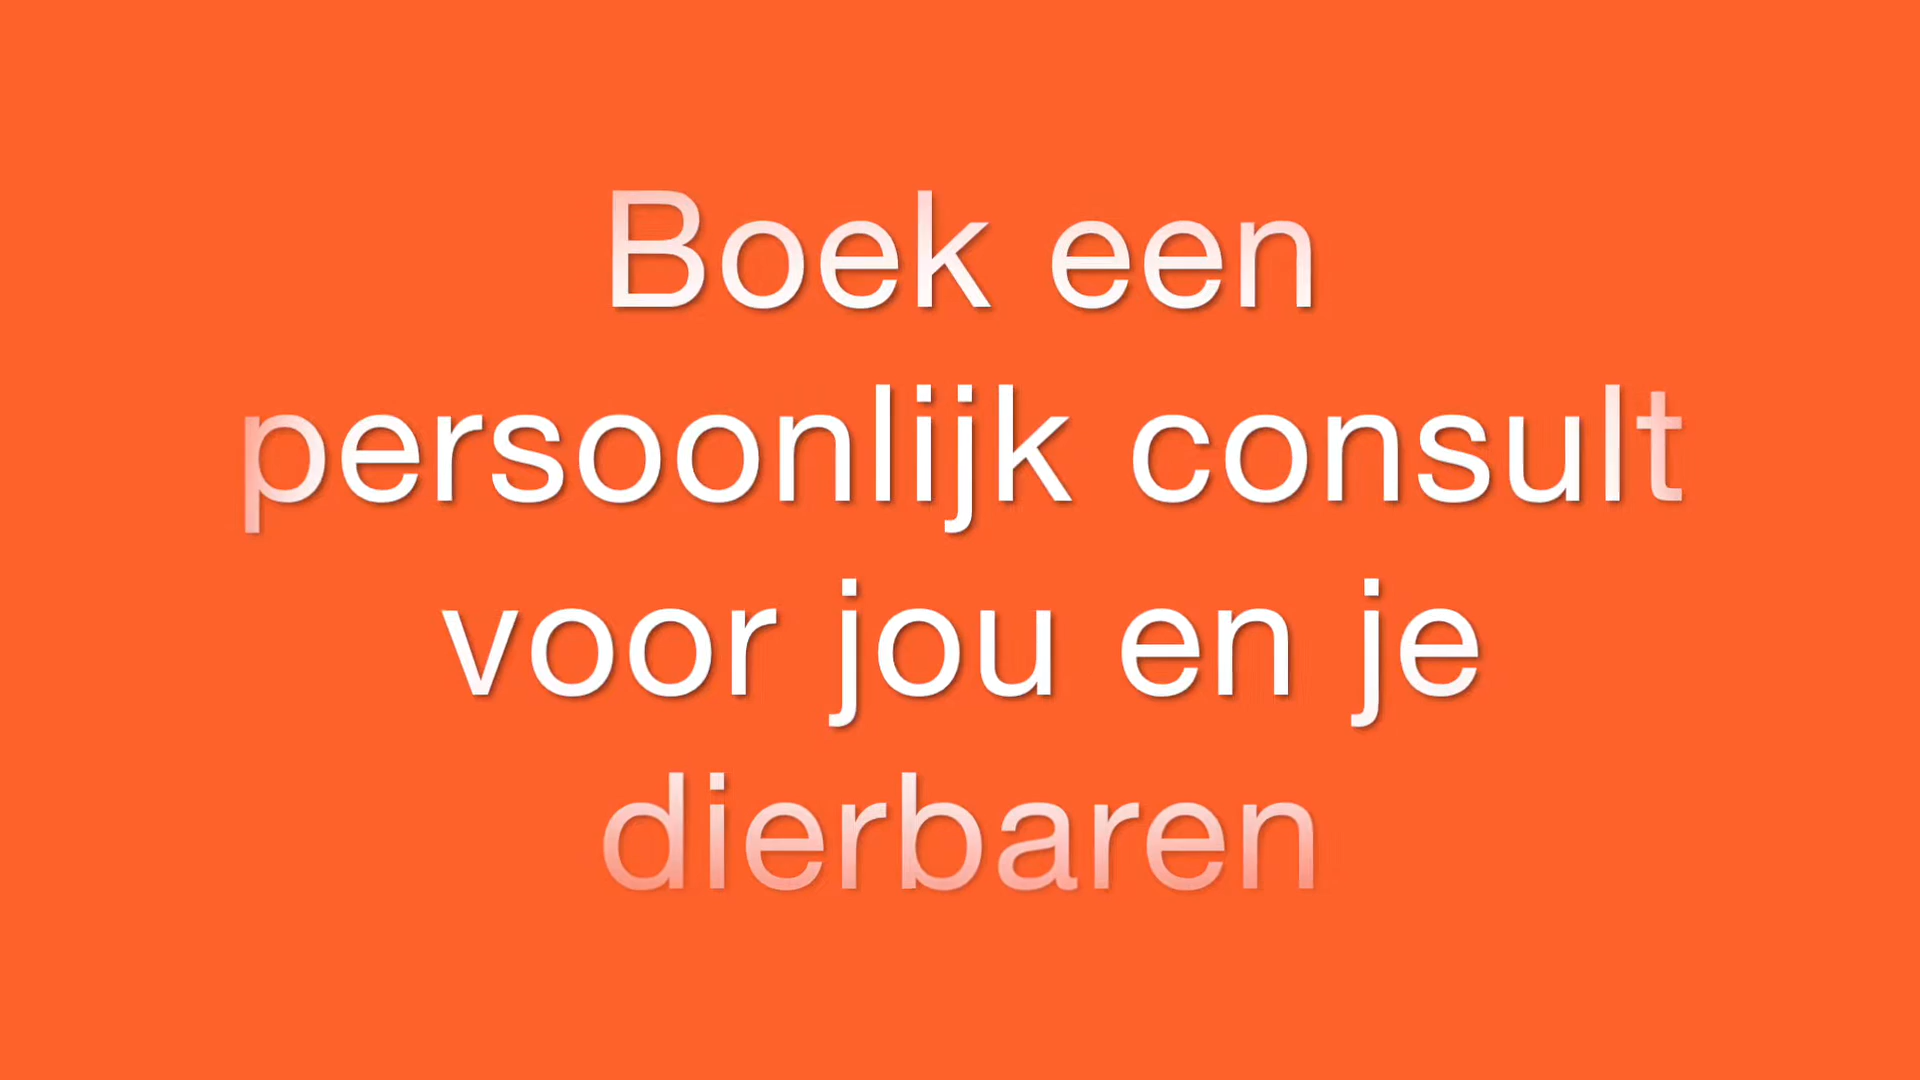 Boek een
persoonlijk consult
voor jou en je
dierbaren